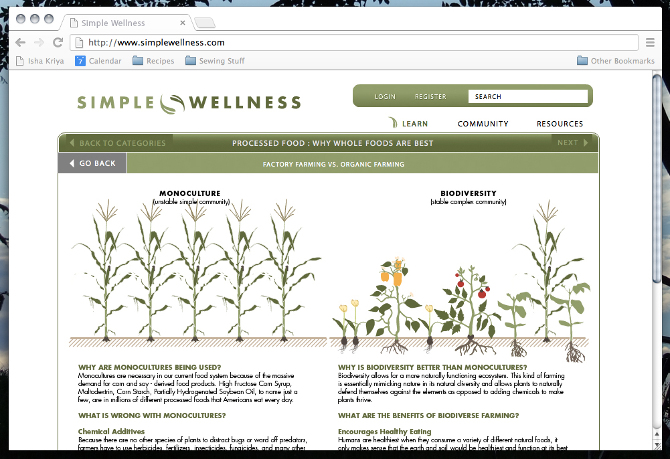 Simple Wellness
http://www.simplewellness.com
Isha Kriya
7 Calendar
Recipes
Sewing Stuff
Other Bookmarks
SIMPLE WELLNESS
LOGIN REGISTER SEARCH
LEARN COMMUNITY RESOURCES
BACK TO CATEGORIES PROCESSED FOOD : WHY WHOLE FOODS ARE BEST NEXT
GO BACK FACTORY FARMING VS. ORGANIC FARMING
MONOCULTURE
(unstable simple community)
BIODIVERSITY
(stable complex community)
WHY ARE MONOCULTURES BEING USED?
Monocultures are necessary in our current food system because of the massive
demand for corn and soy - derived food products. High Fructose Corn Syrup,
Maltodextrin, Corn Starch, Partially Hydrogenated Soybean Oil, to name just a
few, are in millions of different processed foods that Americans eat every day.
WHAT IS WRONG WITH MONOCULTURES?
Chemical Additives
Because there are no other species of plants to distract bugs or ward off predators,
farmers have to use herbicides, fertilizers, insecticides, fungicides, and many other
WHY IS BIODIVERSITY BETTER THAN MONOCULTURES?
Biodiversity allows for a more naturally functioning ecosystem. This kind of farming
is essentially mimicking nature in its natural diversity and allows plants to naturally
defend themselves against the elements as opposed to adding chemicals to make
plants thrive.
WHAT ARE THE BENEFITS OF BIODIVERSE FARMING?
Encourages Healthy Eating
Humans are healthiest when they consume a variety of different natural foods, it
only makes sense that the earth and soil would be healthiest and function at its best